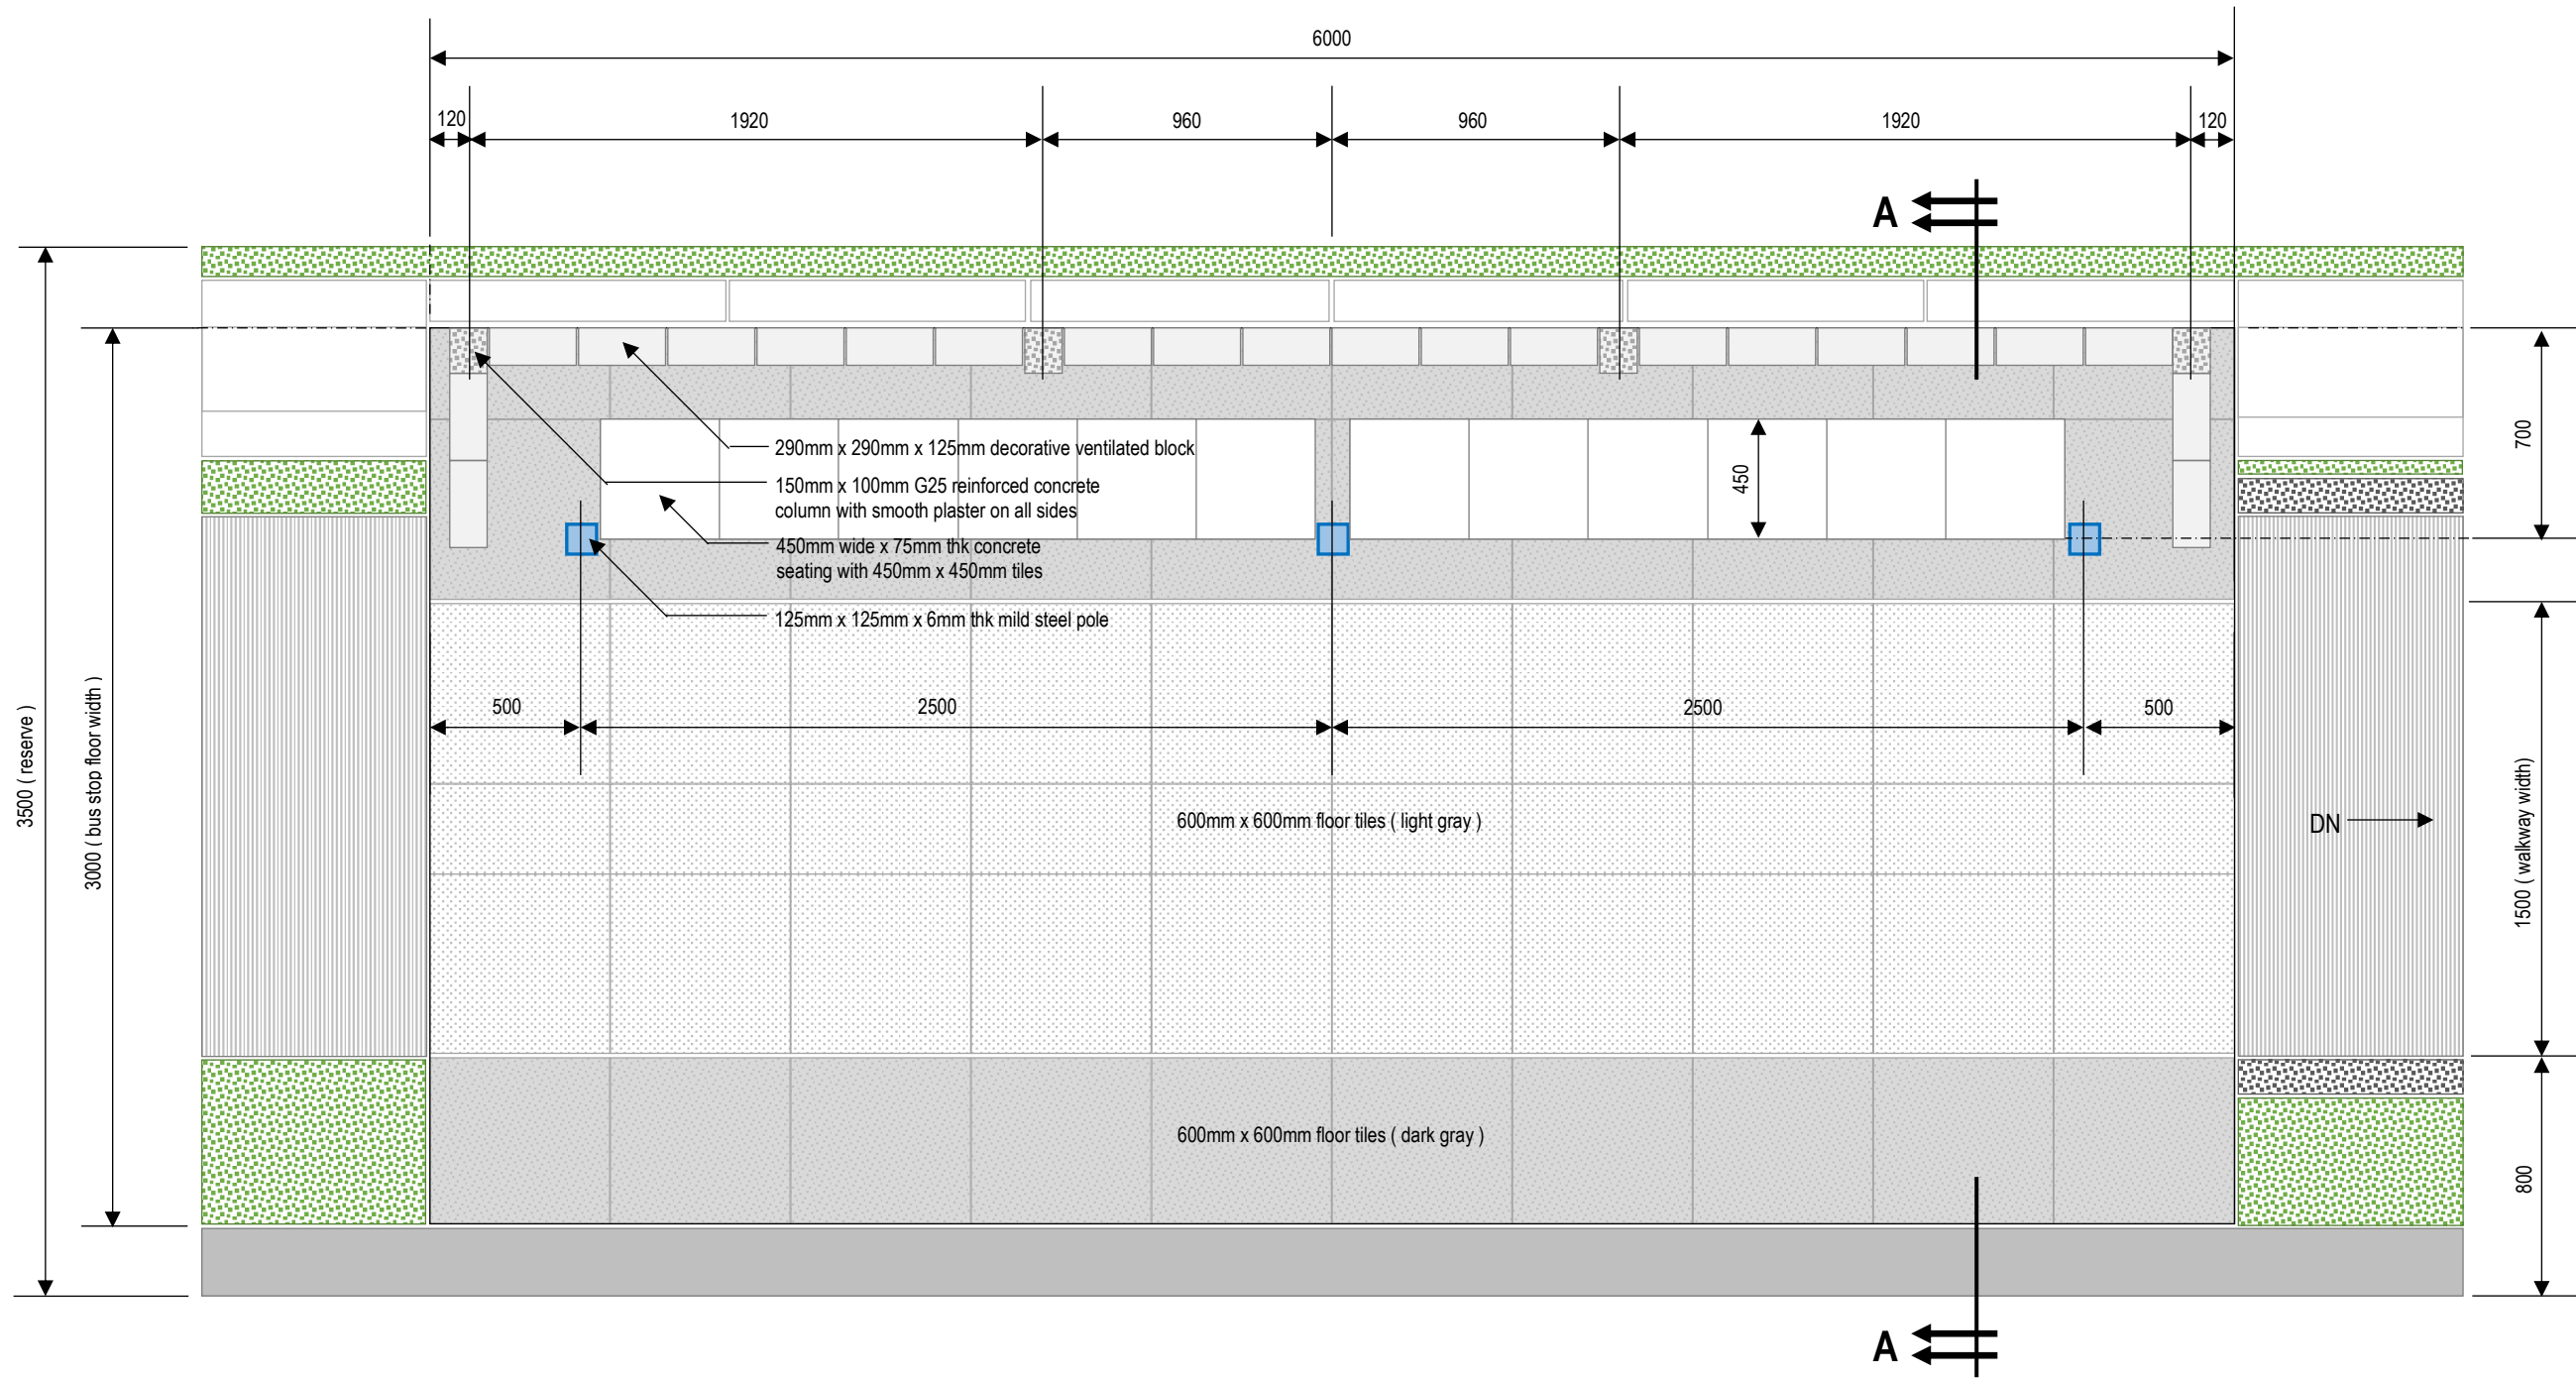 6000
120
1920
960
960
1920
120
A
290mm x 290mm x 125mm decorative ventilated block
150mm x 100mm G25 reinforced concrete
column with smooth plaster on all sides
450mm wide x 75mm thk concrete
seating with 450mm x 450mm tiles
125mm x 125mm x 6mm thk mild steel pole
450
700
500
2500
2500
500
3500 ( reserve )
3000 ( bus stop floor width )
600mm x 600mm floor tiles ( light gray )
DN
1500 ( walkway width)
600mm x 600mm floor tiles ( dark gray )
800
A